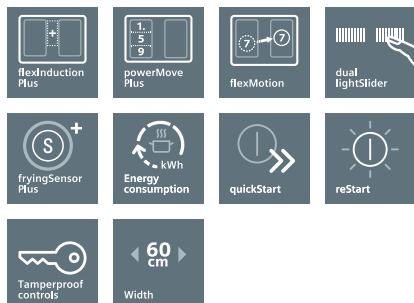 +
flexInduction
Plus
1.
5
9
powerMove
Plus
7 7
flexMotion
dual
lightSlider
S +
fryingSensor
Plus
kWh
Energy
consumption
quickStart
reStart
Tamperproof
controls
60
cm
Width